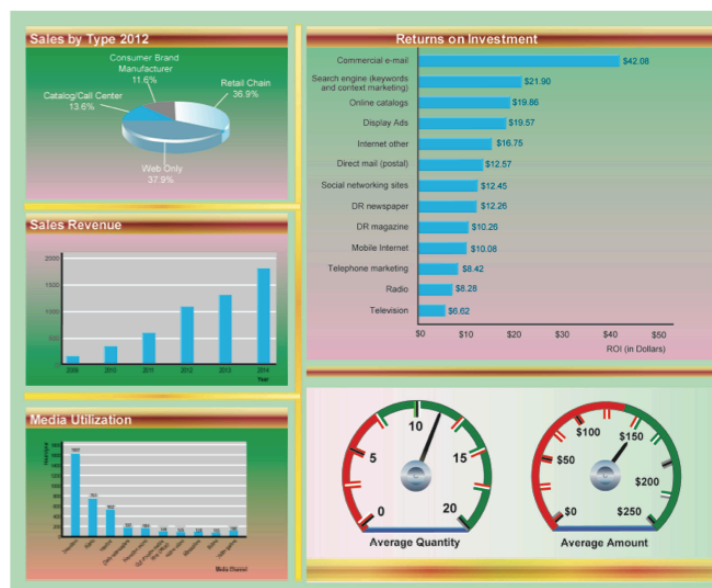 Sales by Type 2012
Consumer Brand
Manufacturer
11.6%
Retail Chain
36.9%
Catalog/Call Center
13.6%
Web Only
37.9%
Sales Revenue
2000
1500
1000
500
0
2009
2010
2011
2012
2013
2014
Year
Media Utilization
Media Channel
Returns on Investment
Commercial e-mail
$42.08
Search engine (keywords
and context marketing)
$21.90
Online catalogs
$19.86
Display Ads
$19.57
Internet other
$16.75
Direct mail (postal)
$12.57
Social networking sites
$12.45
DR newspaper
$12.26
DR magazine
$10.26
Mobile Internet
$10.08
Telephone marketing
$8.42
Radio
$8.28
Television
$6.62
$0
$10
$20
$30
$40
$50
ROI (in Dollars)
0
5
10
15
20
Average Quantity
$0
$50
$100
$150
$200
$250
Average Amount